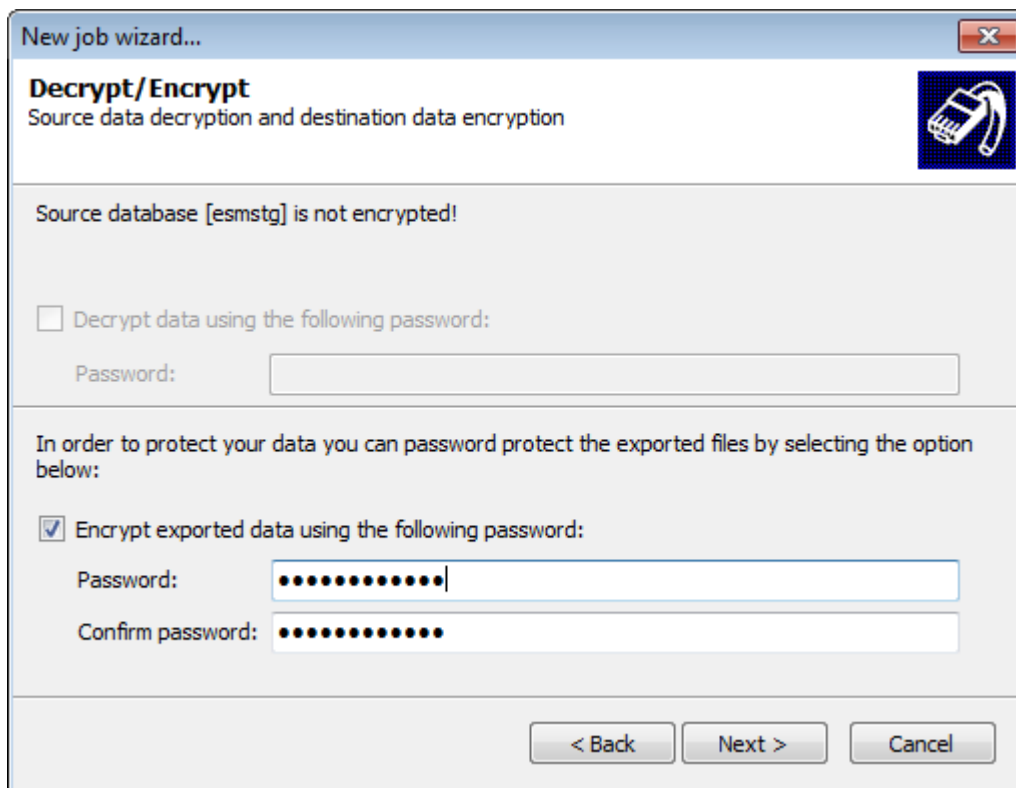 New job wizard...
Decrypt/Encrypt
Source data decryption and destination data encryption
Source database [esmstg] is not encrypted!
Decrypt data using the following password:
Password:
In order to protect your data you can password protect the exported files by selecting the option
below:
Encrypt exported data using the following password:
Password: ●●●●●●●●●●●●
Confirm password: ●●●●●●●●●●●●
< Back Next > Cancel